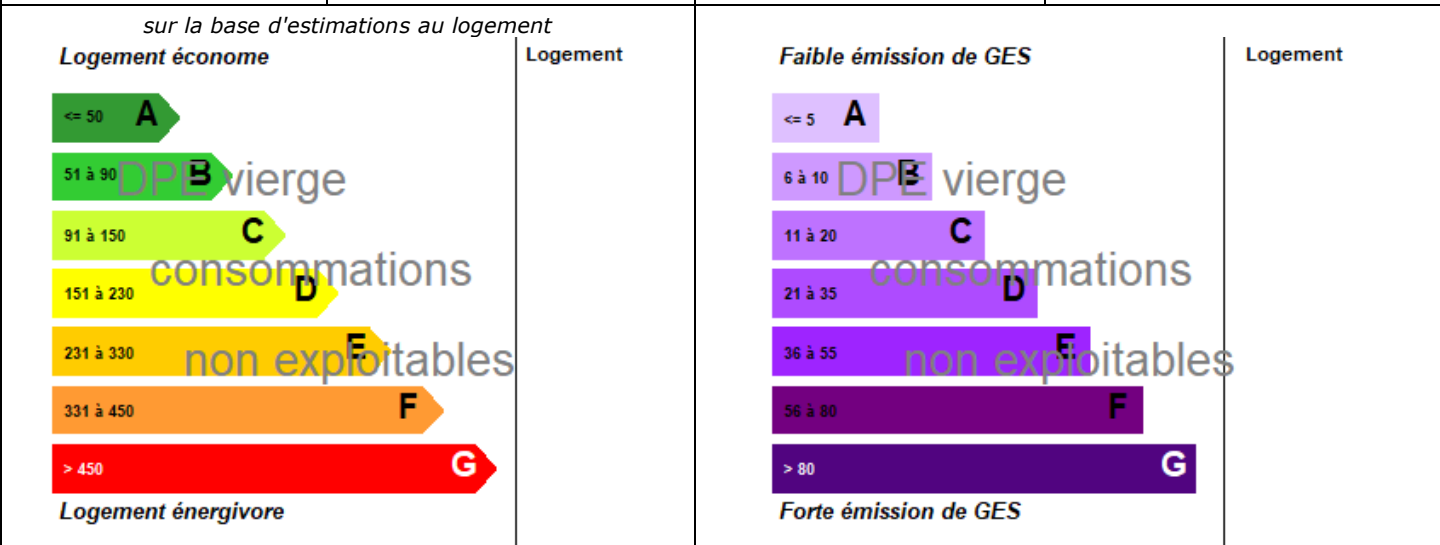 sur la base d'estimations au logement
Logement économe
Logement
<= 50 A
51 à 90 B
91 à 150 C
151 à 230 D
231 à 330 E
331 à 450 F
> 450 G
DPE vierge
consommations
non exploitables
Logement énergivore
Faible émission de GES
Logement
<= 5 A
6 à 10 B
11 à 20 C
21 à 35 D
36 à 55 E
56 à 80 F
> 80 G
DPE vierge
consommations
non exploitables
Forte émission de GES